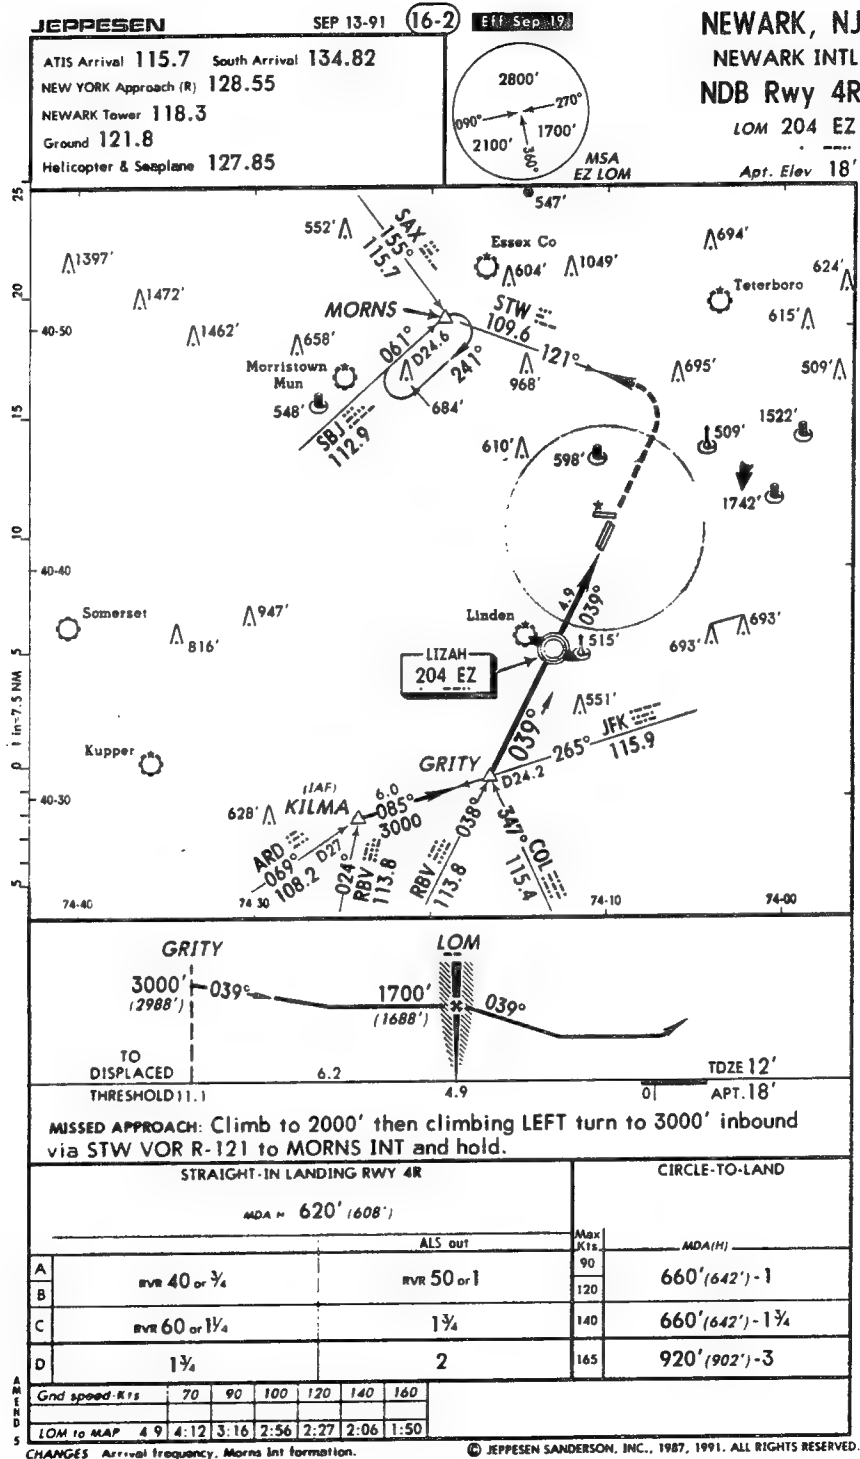 JEPPESEN SEP 13-91 16-2 Eff Sep 19 NEWARK, NJ
NEWARK INTL
NDB Rwy 4R
LOM 204 EZ
Apt. Elev 18'
ATIS Arrival 115.7 South Arrival 134.82
NEW YORK Approach (R) 128.55
NEWARK Tower 118.3
Ground 121.8
Helicopter & Seaplane 127.85
2800'
090° 270°
2100' 1700'
360°
MSA
EZ LOM
547'
25
552'
SAX
155°
115.7
Essex Co
694'
1397'
604'
1049'
624'
1472'
Teterboro
20
MORNS
STW
109.6
615'
40-50
1462'
658'
061°
D24.6
121°
Morristown
Mun
241°
968'
695'
509'
548'
684'
15
SBJ
112.9
610'
598'
509'
1522'
1742'
10
40-40
4.9
039°
Somerset
947'
Linden
816'
515'
693'
693'
5
LIZAH
204 EZ
551'
1 in=7.5 NM
039°
JFK
265°
115.9
Kupper
0
GRITY
D24.2
(IAF)
KILMA
6.0
085°
3000
40-30
628'
ARD
069°
108.2
D27
024°
RBV
113.8
038°
RBV
113.8
347°
COL
115.4
5
74-40 74-30 74-10 74-00
GRITY LOM
3000' 039° 1700' 039°
(2988') (1688')
TO
DISPLACED 6.2 TDZE 12'
THRESHOLD 11.1 4.9 0 APT. 18'
MISSED APPROACH: Climb to 2000' then climbing LEFT turn to 3000' inbound
via STW VOR R-121 to MORNS INT and hold.
STRAIGHT-IN LANDING RWY 4R CIRCLE-TO-LAND
MDA H 620' (608')
ALS out Max Kts MDA(H)
A RVR 40 or 3/4 RVR 50 or 1 90 660' (642') - 1
B 120
C RVR 60 or 1 1/4 1 3/4 140 660' (642') - 1 3/4
D 1 3/4 2 165 920' (902') - 3
Gnd speed-Kts 70 90 100 120 140 160
LOM to MAP 4.9 4:12 3:16 2:56 2:27 2:06 1:50
AMEND 5
CHANGES Arrival frequency, Morns Int formation. © JEPPESEN SANDERSON, INC., 1987, 1991. ALL RIGHTS RESERVED.